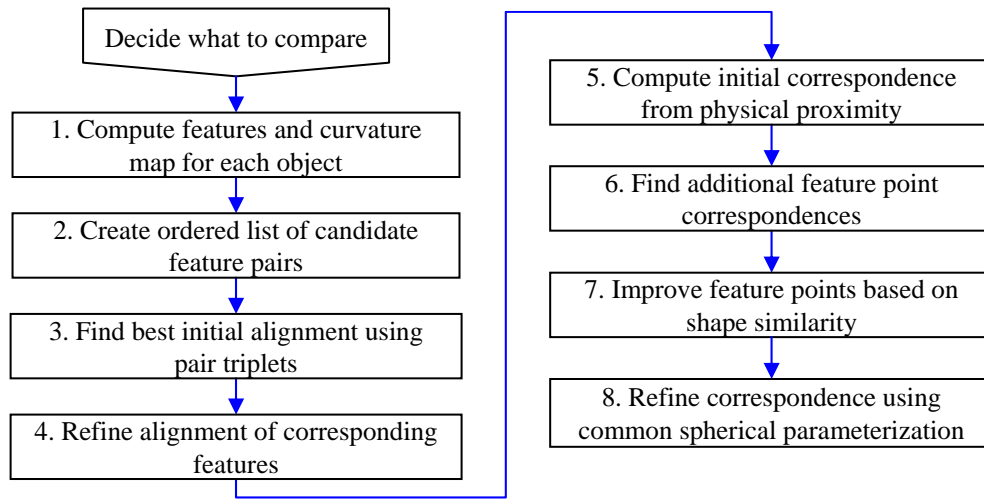 Decide what to compare
1. Compute features and curvature
map for each object
2. Create ordered list of candidate
feature pairs
3. Find best initial alignment using
pair triplets
4. Refine alignment of corresponding
features
5. Compute initial correspondence
from physical proximity
6. Find additional feature point
correspondences
7. Improve feature points based on
shape similarity
8. Refine correspondence using
common spherical parameterization